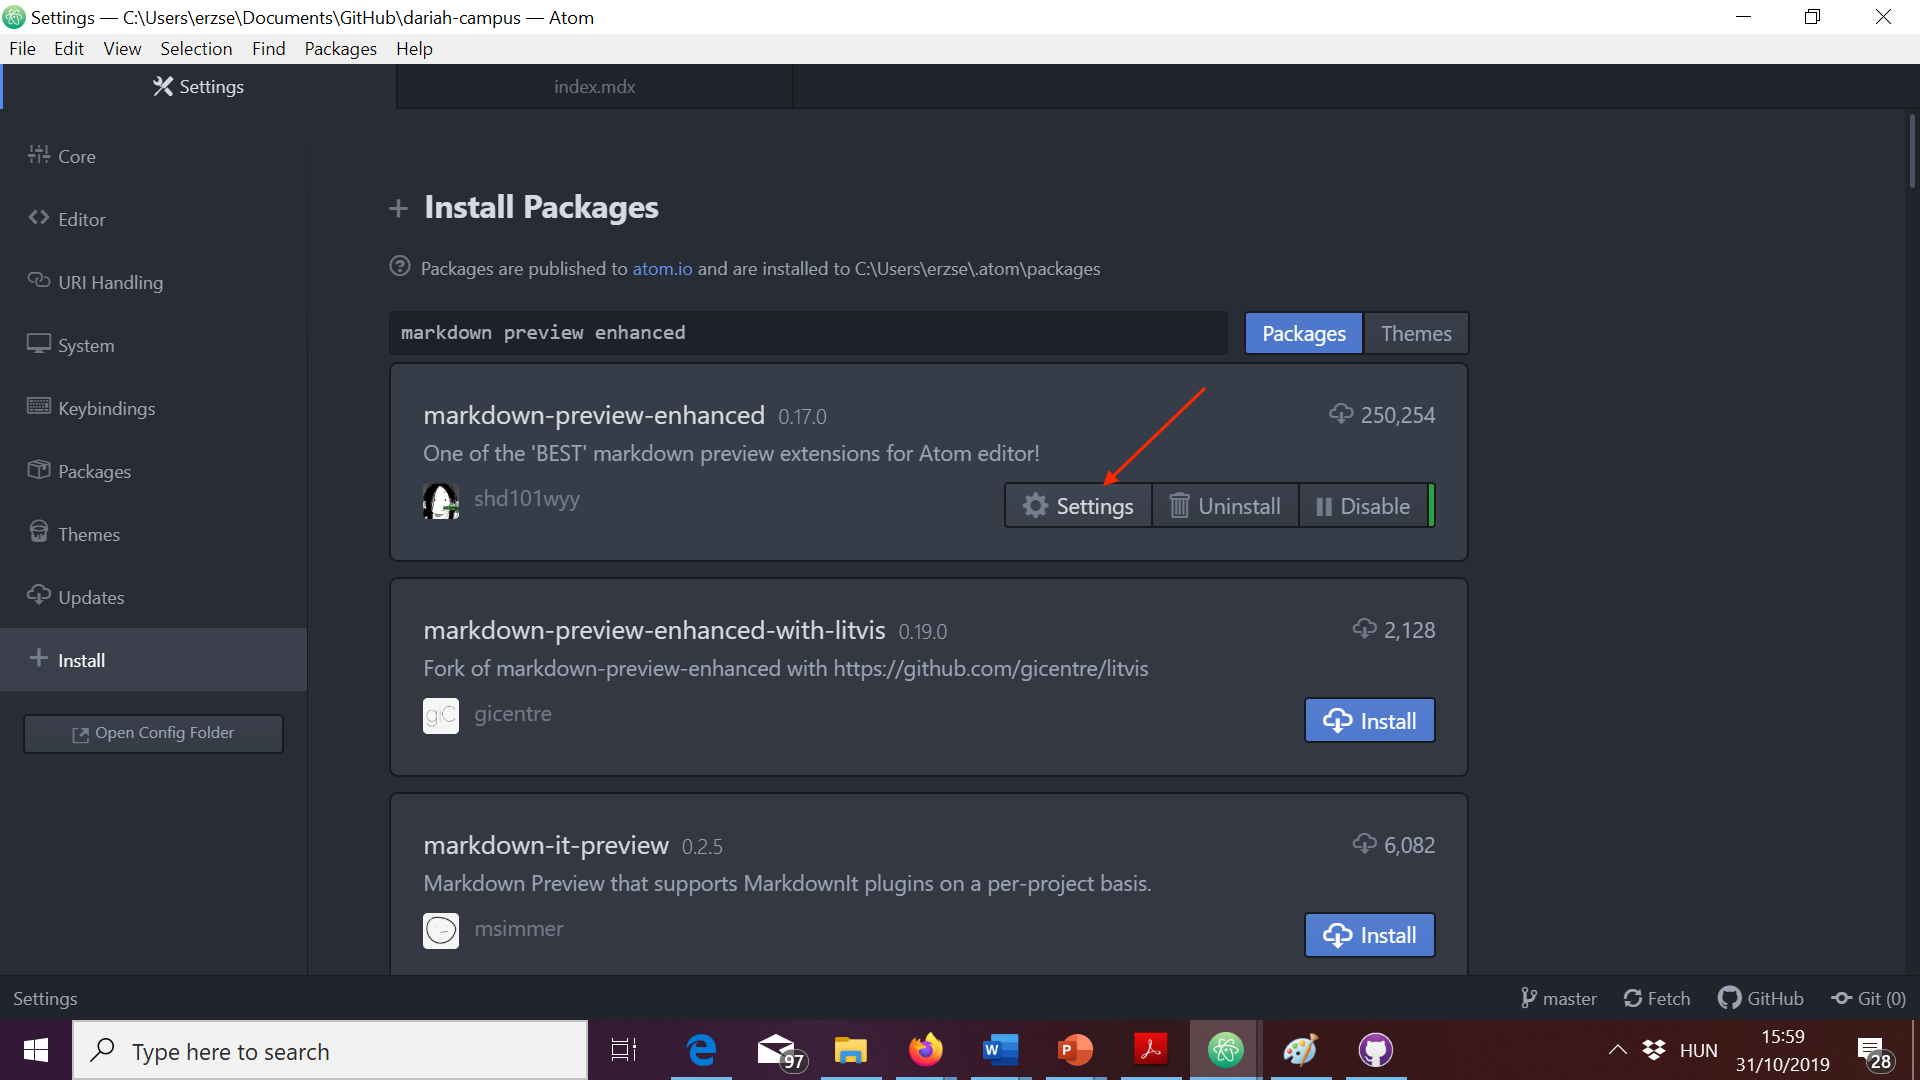 Settings — C:\Users\erzse\Documents\GitHub\dariah-campus — Atom
File Edit View Selection Find Packages Help
Settings index.mdx
Core
Editor
URI Handling
System
Keybindings
Packages
Themes
Updates
Install
Open Config Folder
Install Packages
Packages are published to atom.io and are installed to C:\Users\erzse\.atom\packages
markdown preview enhanced
Packages Themes
markdown-preview-enhanced 0.17.0 250,254
One of the 'BEST' markdown preview extensions for Atom editor!
shd101wyy Settings Uninstall Disable
markdown-preview-enhanced-with-litvis 0.19.0 2,128
Fork of markdown-preview-enhanced with https://github.com/gicentre/litvis
giC gicentre Install
markdown-it-preview 0.2.5 6,082
Markdown Preview that supports MarkdownIt plugins on a per-project basis.
msimmer Install
Settings master Fetch GitHub Git (0)
Type here to search 97 W P HUN 15:59
31/10/2019 28